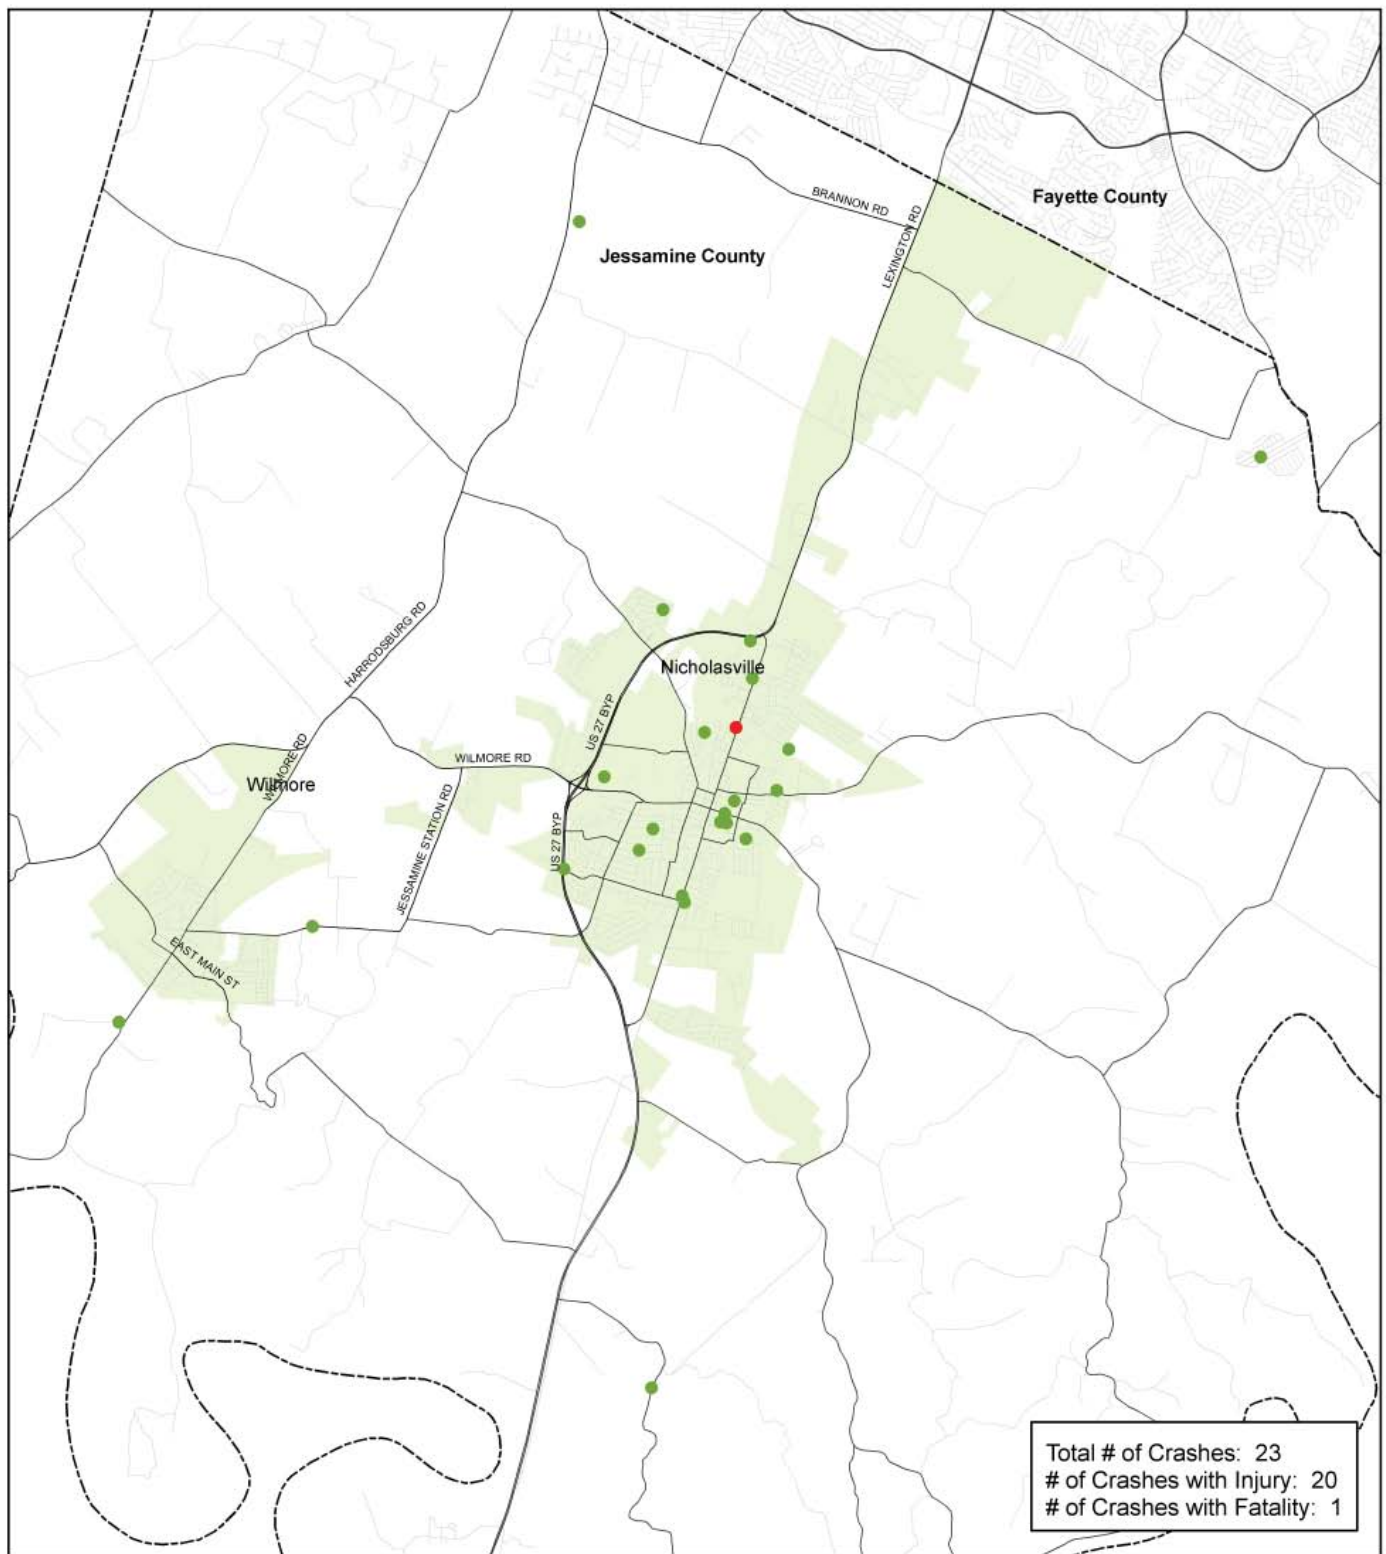 BRANNON RD
Fayette County
LEXINGTON RD
Jessamine County
HARRODSBURG RD
Nicholasville
US 27 BYP
WILMORE RD
WILMORE RD
Wilmore
JESSAMINE STATION RD
US 27 BYP
EAST MAIN ST
Total # of Crashes: 23
# of Crashes with Injury: 20
# of Crashes with Fatality: 1